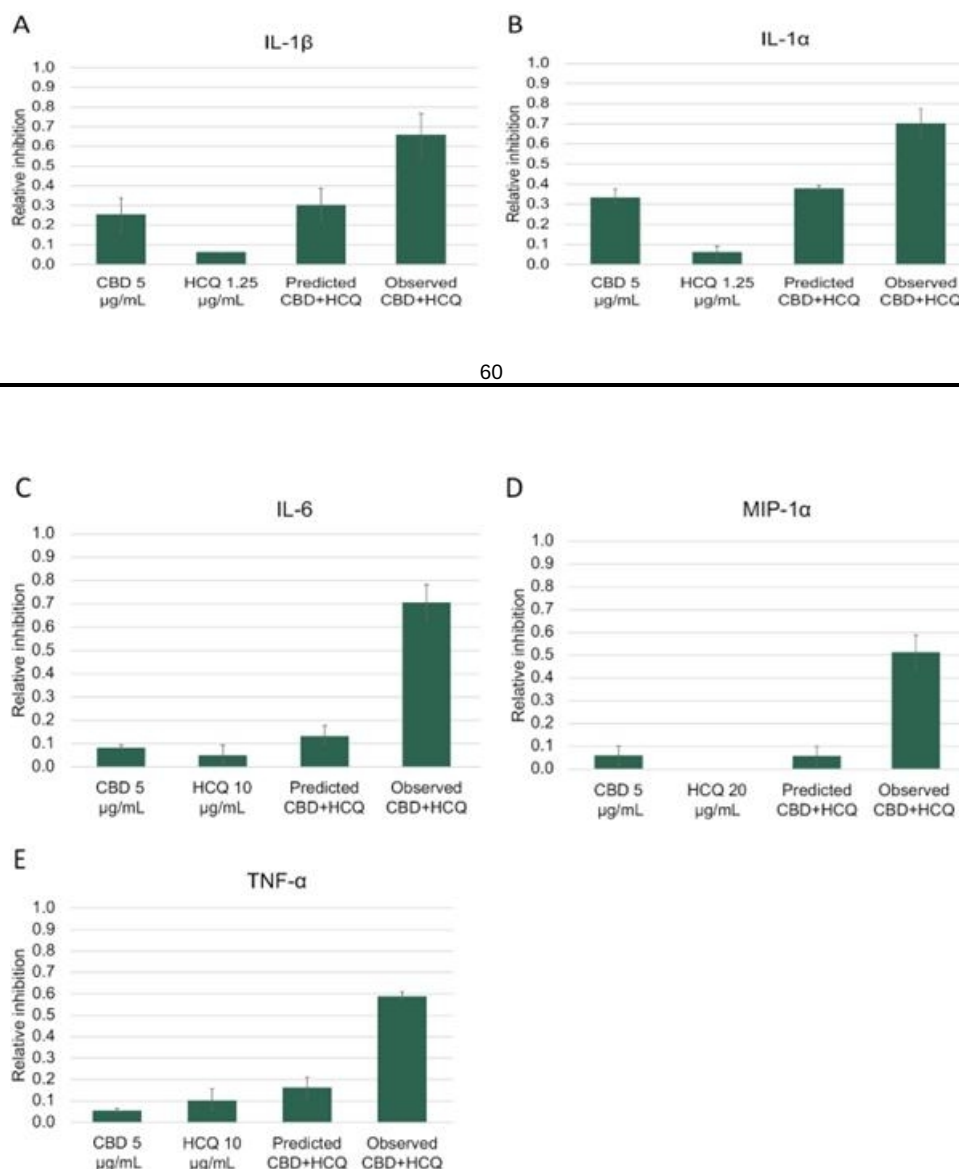 A
IL-1β
Relative inhibition
1.0
0.9
0.8
0.7
0.6
0.5
0.4
0.3
0.2
0.1
0.0
CBD 5 HCQ 1.25 Predicted Observed
µg/mL µg/mL CBD+HCQ CBD+HCQ
B
IL-1α
Relative inhibition
1.0
0.9
0.8
0.7
0.6
0.5
0.4
0.3
0.2
0.1
0.0
CBD 5 HCQ 1.25 Predicted Observed
µg/mL µg/mL CBD+HCQ CBD+HCQ
60
C
IL-6
Relative inhibition
1.0
0.9
0.8
0.7
0.6
0.5
0.4
0.3
0.2
0.1
0.0
CBD 5 HCQ 10 Predicted Observed
µg/mL µg/mL CBD+HCQ CBD+HCQ
D
MIP-1α
Relative inhibition
1.0
0.9
0.8
0.7
0.6
0.5
0.4
0.3
0.2
0.1
0.0
CBD 5 HCQ 20 Predicted Observed
µg/mL µg/mL CBD+HCQ CBD+HCQ
E
TNF-α
Relative inhibition
1.0
0.9
0.8
0.7
0.6
0.5
0.4
0.3
0.2
0.1
0.0
CBD 5 HCQ 10 Predicted Observed
µg/mL µg/mL CBD+HCQ CBD+HCQ